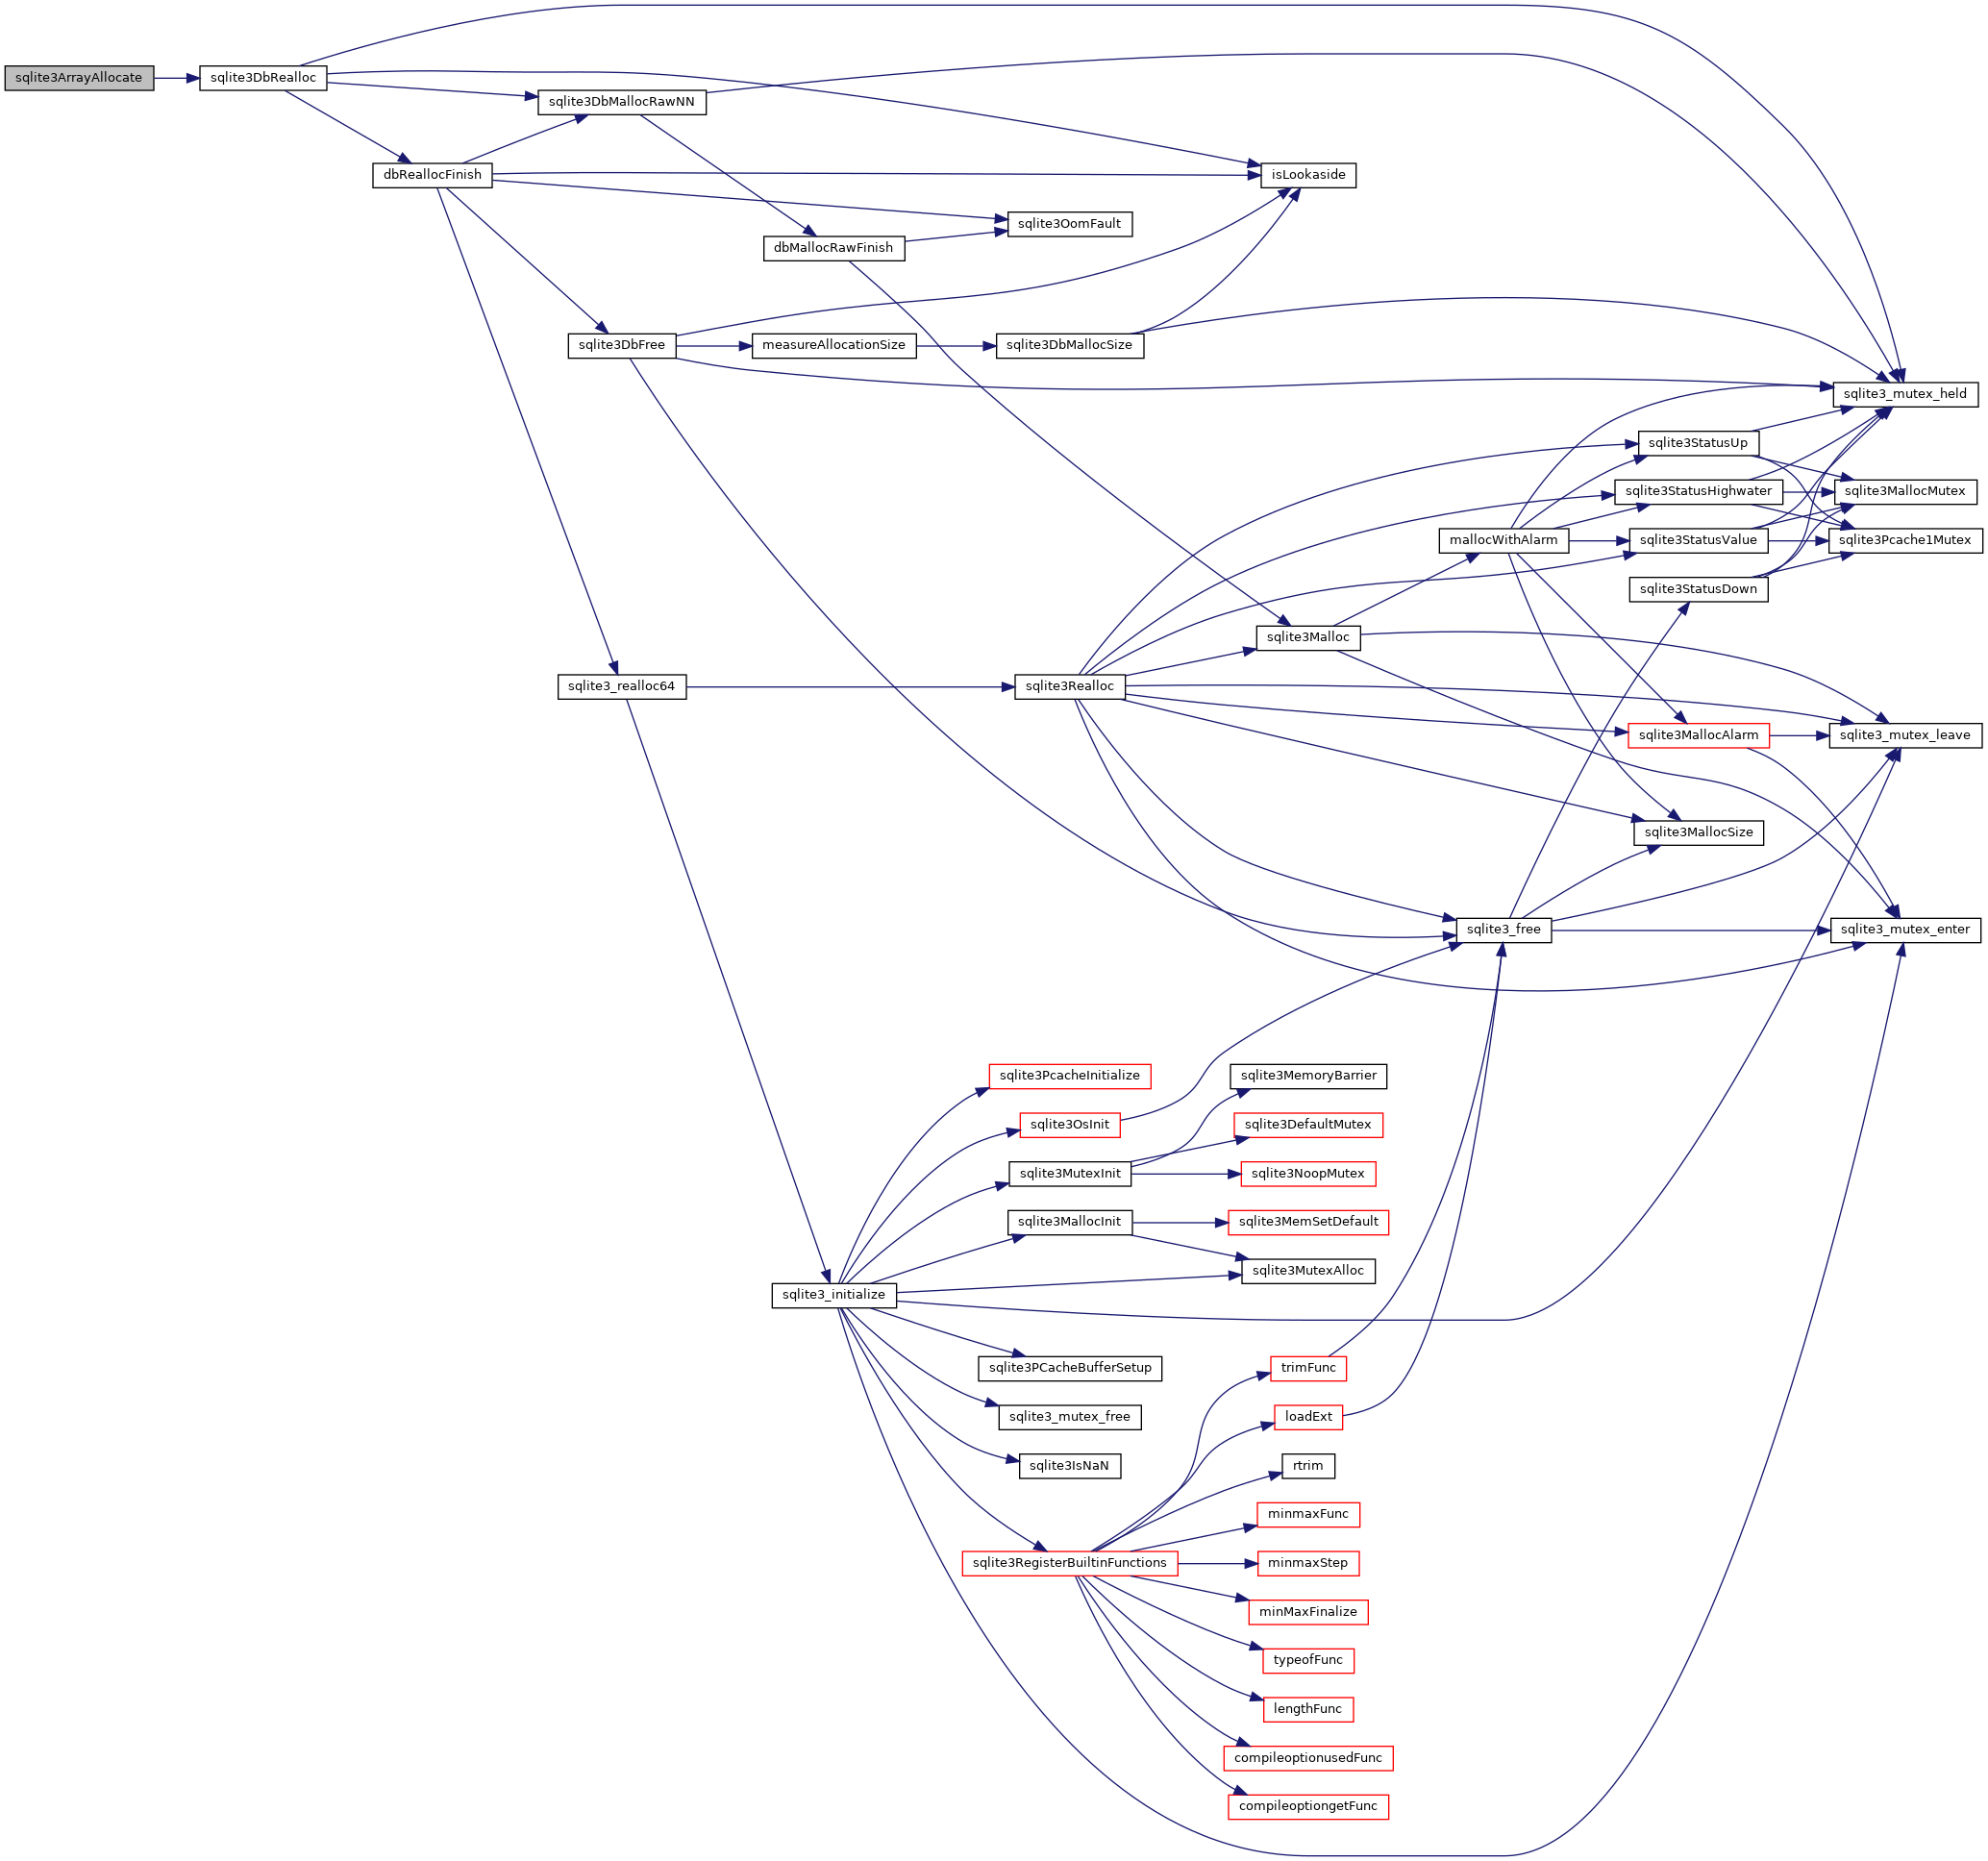 sqlite3ArrayAllocate
sqlite3DbRealloc
sqlite3DbMallocRawNN
dbReallocFinish
isLookaside
sqlite3OomFault
dbMallocRawFinish
sqlite3DbFree
measureAllocationSize
sqlite3DbMallocSize
sqlite3_mutex_held
sqlite3StatusUp
sqlite3StatusHighwater
sqlite3MallocMutex
mallocWithAlarm
sqlite3StatusValue
sqlite3Pcache1Mutex
sqlite3StatusDown
sqlite3Malloc
sqlite3_realloc64
sqlite3Realloc
sqlite3MallocAlarm
sqlite3_mutex_leave
sqlite3MallocSize
sqlite3_free
sqlite3_mutex_enter
sqlite3PcacheInitialize
sqlite3MemoryBarrier
sqlite3OsInit
sqlite3DefaultMutex
sqlite3MutexInit
sqlite3NoopMutex
sqlite3MallocInit
sqlite3MemSetDefault
sqlite3MutexAlloc
sqlite3_initialize
sqlite3PCacheBufferSetup
trimFunc
sqlite3_mutex_free
loadExt
sqlite3IsNaN
rtrim
minmaxFunc
sqlite3RegisterBuiltinFunctions
minmaxStep
minMaxFinalize
typeofFunc
lengthFunc
compileoptionusedFunc
compileoptiongetFunc